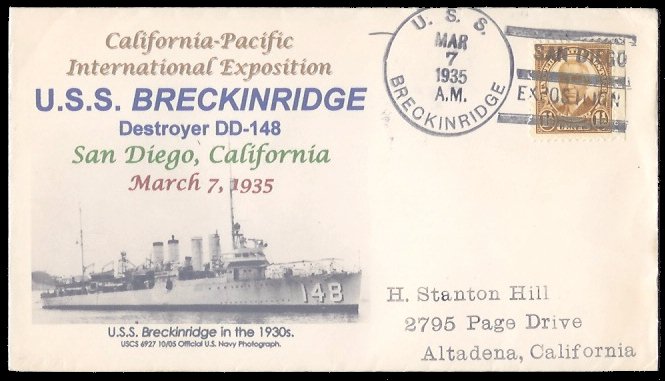 California-Pacific
International Exposition
U.S.S. BRECKINRIDGE
Destroyer DD-148
San Diego, California
March 7, 1935
148
U.S.S. Breckinridge in the 1930s.
USCS 6927 10/05 Official U.S. Navy Photograph.
U. S. S.
MAR
7
1935
A.M.
BRECKINRIDGE
SAN DIEGO
EXPOSITION
H. Stanton Hill
2795 Page Drive
Altadena, California